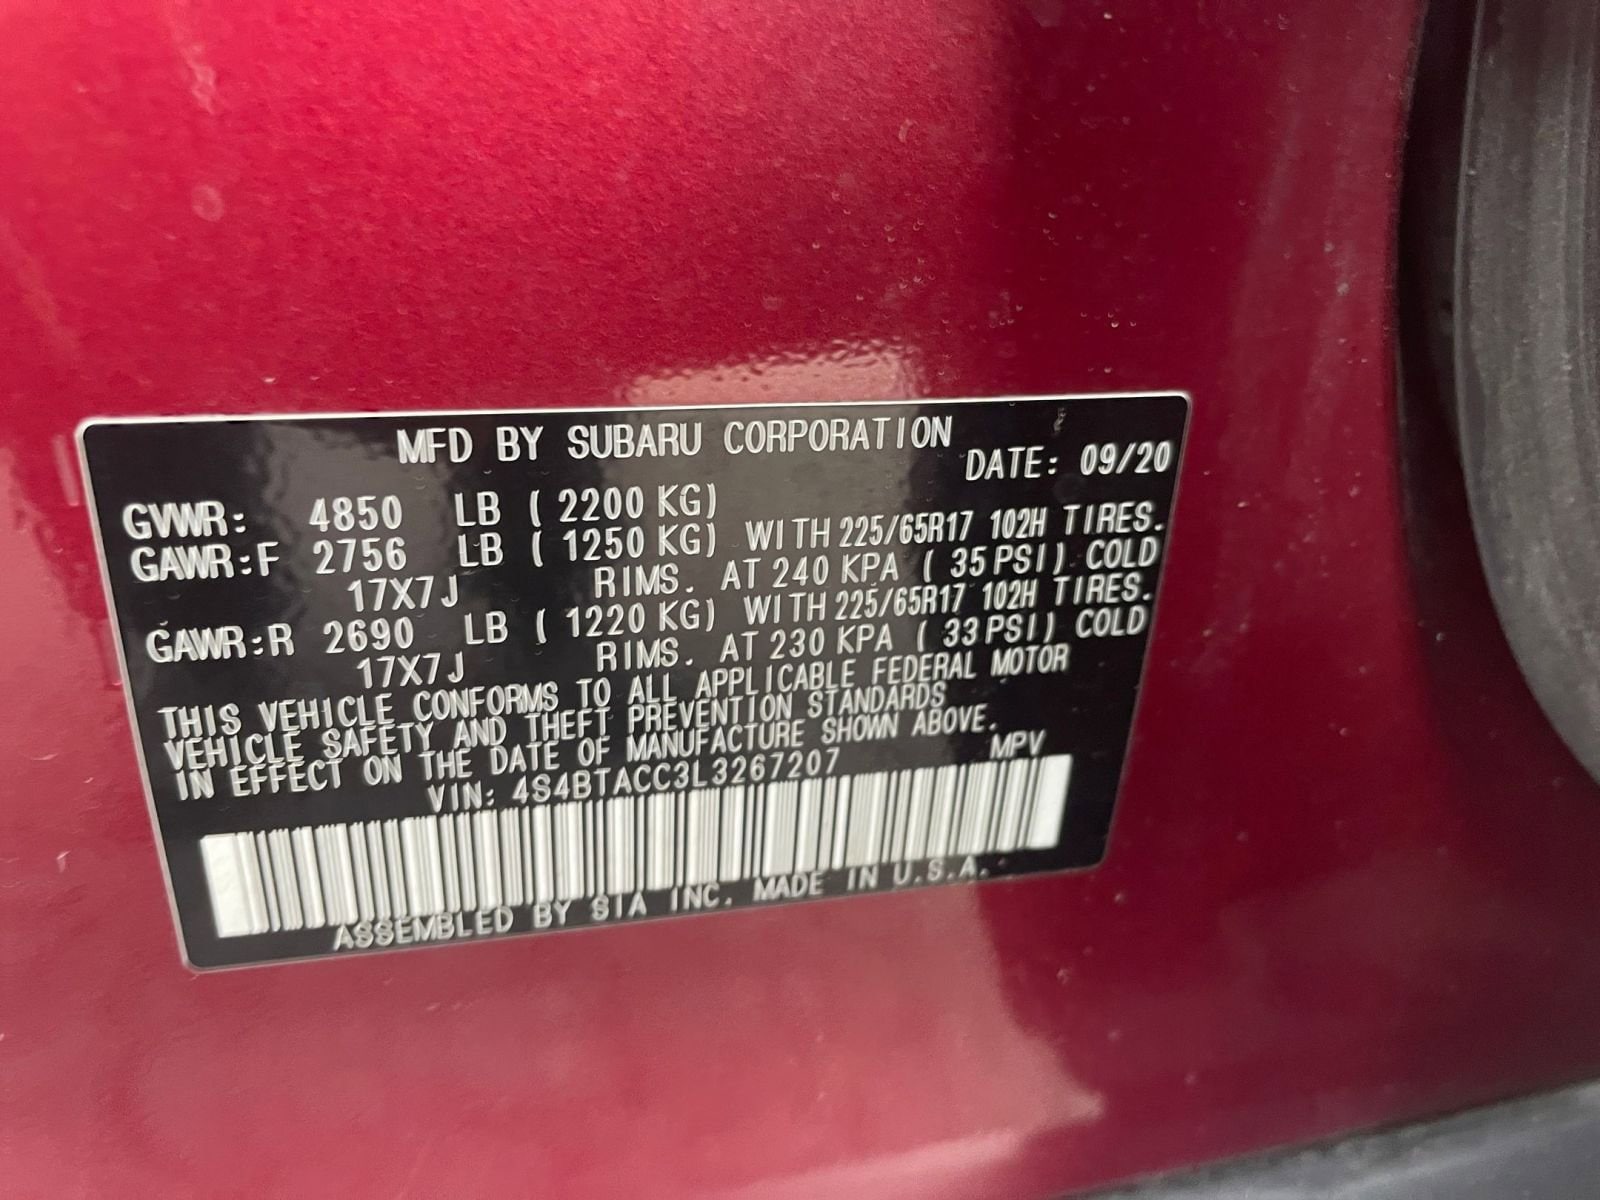 MFD BY SUBARU CORPORATION
DATE: 09/20
GVWR: 4850 LB ( 2200 KG)
GAWR:F 2756 LB ( 1250 KG) WITH 225/65R17 102H TIRES.
17X7J RIMS. AT 240 KPA ( 35 PSI) COLD
GAWR:R 2690 LB ( 1220 KG) WITH 225/65R17 102H TIRES.
17X7J RIMS. AT 230 KPA ( 33 PSI) COLD
THIS VEHICLE CONFORMS TO ALL APPLICABLE FEDERAL MOTOR
VEHICLE SAFETY AND THEFT PREVENTION STANDARDS
IN EFFECT ON THE DATE OF MANUFACTURE SHOWN ABOVE.
VIN: 4S4BTACC3L3267207 MPV
ASSEMBLED BY SIA INC. MADE IN U.S.A.